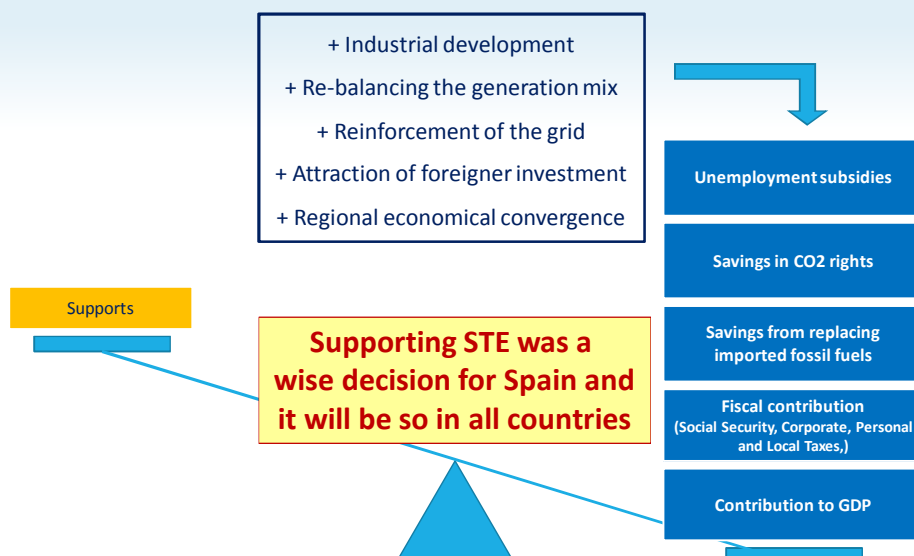 + Industrial development
+ Re-balancing the generation mix
+ Reinforcement of the grid
+ Attraction of foreigner investment
+ Regional economical convergence
Unemployment subsidies
Savings in CO2 rights
Supports
Supporting STE was a
wise decision for Spain and
it will be so in all countries
Savings from replacing
imported fossil fuels
Fiscal contribution
(Social Security, Corporate, Personal
and Local Taxes,)
Contribution to GDP